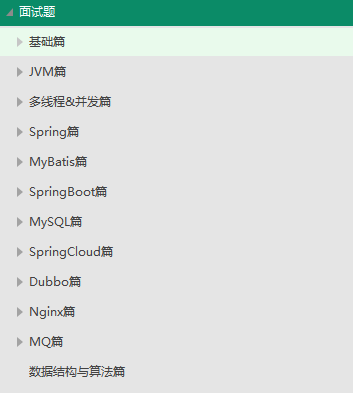 面试题
基础篇
JVM篇
多线程&并发篇
Spring篇
MyBatis篇
SpringBoot篇
MySQL篇
SpringCloud篇
Dubbo篇
Nginx篇
MQ篇
数据结构与算法篇